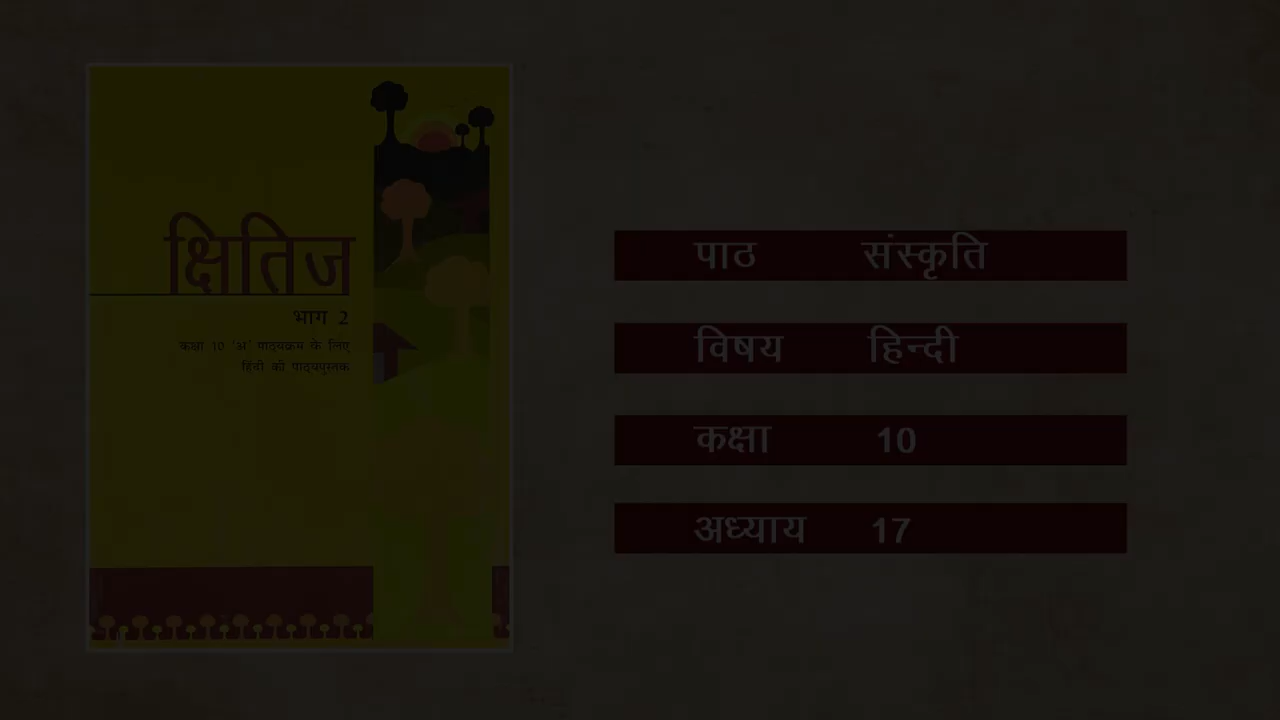 क्षितिज
भाग 2
कक्षा 10 'अ' पाठ्यक्रम के लिए
हिंदी की पाठ्यपुस्तक
पाठ संस्कृति
विषय हिन्दी
कक्षा 10
अध्याय 17